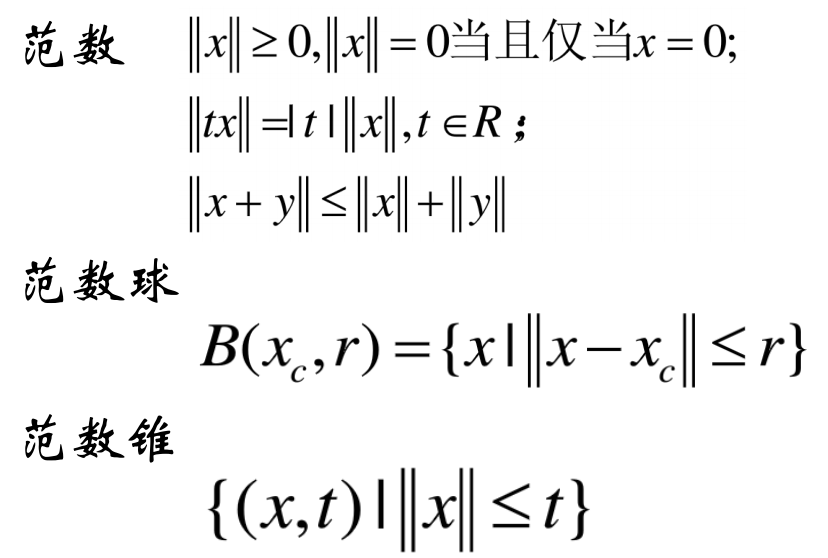 范数 ‖x‖ ≥ 0,‖x‖ = 0当且仅当x = 0;
‖tx‖ =| t | ‖x‖, t ∈ R ;
‖x + y‖ ≤ ‖x‖ + ‖y‖
范数球
B(x_c, r) = {x | ‖x − x_c‖ ≤ r}
范数锥
{(x, t) | ‖x‖ ≤ t}